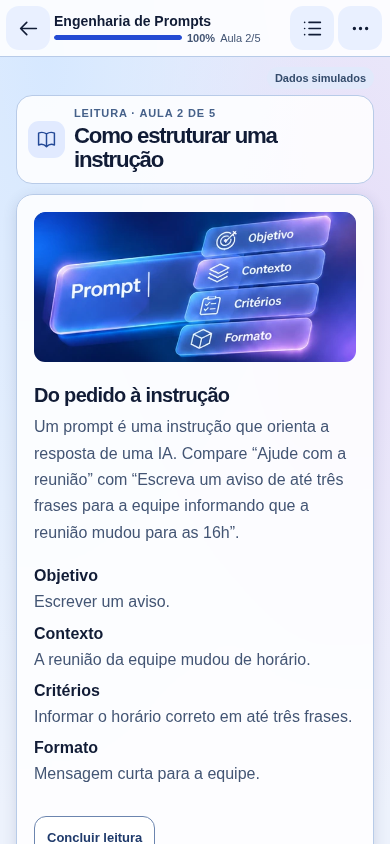 Engenharia de Prompts
100% Aula 2/5
Dados simulados
LEITURA · AULA 2 DE 5
Como estruturar uma
instrução
Prompt
Objetivo
Contexto
Critérios
Formato
Do pedido à instrução
Um prompt é uma instrução que orienta a
resposta de uma IA. Compare “Ajude com a
reunião” com “Escreva um aviso de até três
frases para a equipe informando que a
reunião mudou para as 16h”.
Objetivo
Escrever um aviso.
Contexto
A reunião da equipe mudou de horário.
Critérios
Informar o horário correto em até três frases.
Formato
Mensagem curta para a equipe.
Concluir leitura